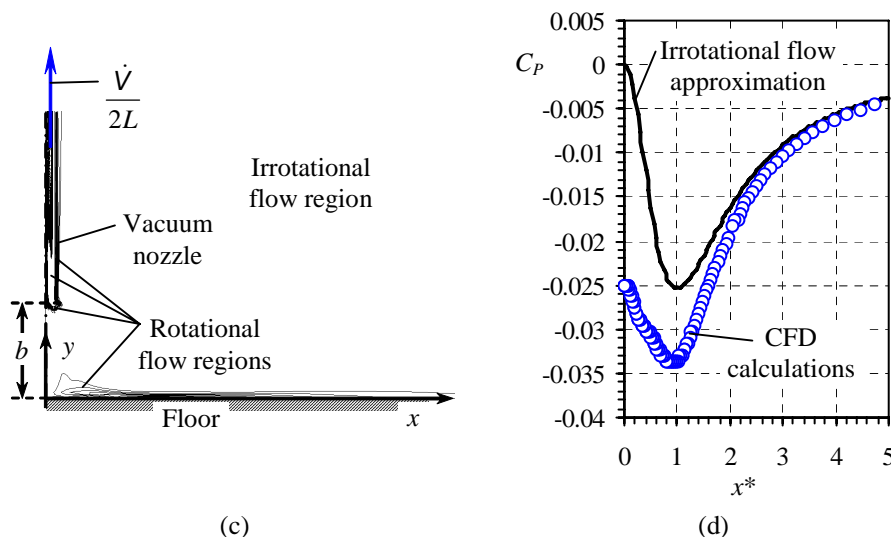 V̇
2L
Irrotational
flow region
Vacuum
nozzle
b
y
Rotational
flow regions
Floor
x
(c)
0.005
0
-0.005
-0.01
-0.015
-0.02
-0.025
-0.03
-0.035
-0.04
C_P
Irrotational flow
approximation
CFD
calculations
0 1 2 3 4 5
x*
(d)